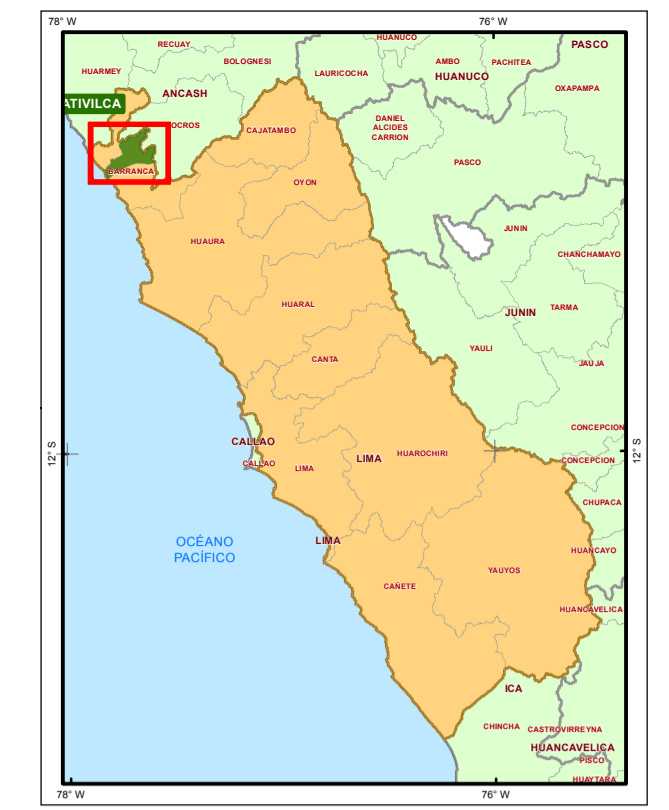 78° W
76° W
HUANUCO
RECUAY
PASCO
BOLOGNESI
AMBO
PACHITEA
HUARMEY
LAURICOCHA
HUANUCO
OXAPAMPA
ANCASH
ATIVILCA
OCROS
CAJATAMBO
DANIEL
ALCIDES
CARRION
PASCO
BARRANCA
OYON
JUNIN
HUAURA
CHANCHAMAYO
HUARAL
JUNIN
TARMA
YAULI
CANTA
JAUJA
CONCEPCION
CALLAO
12° S
LIMA
HUAROCHIRI
12° S
CALLAO
LIMA
CONCEPCION
CHUPACA
OCÉANO
PACÍFICO
LIMA
HUANCAYO
YAUYOS
CAÑETE
HUANCAVELICA
ICA
CHINCHA
CASTROVIRREYNA
HUANCAVELICA
PISCO
HUAYTARA
78° W
76° W